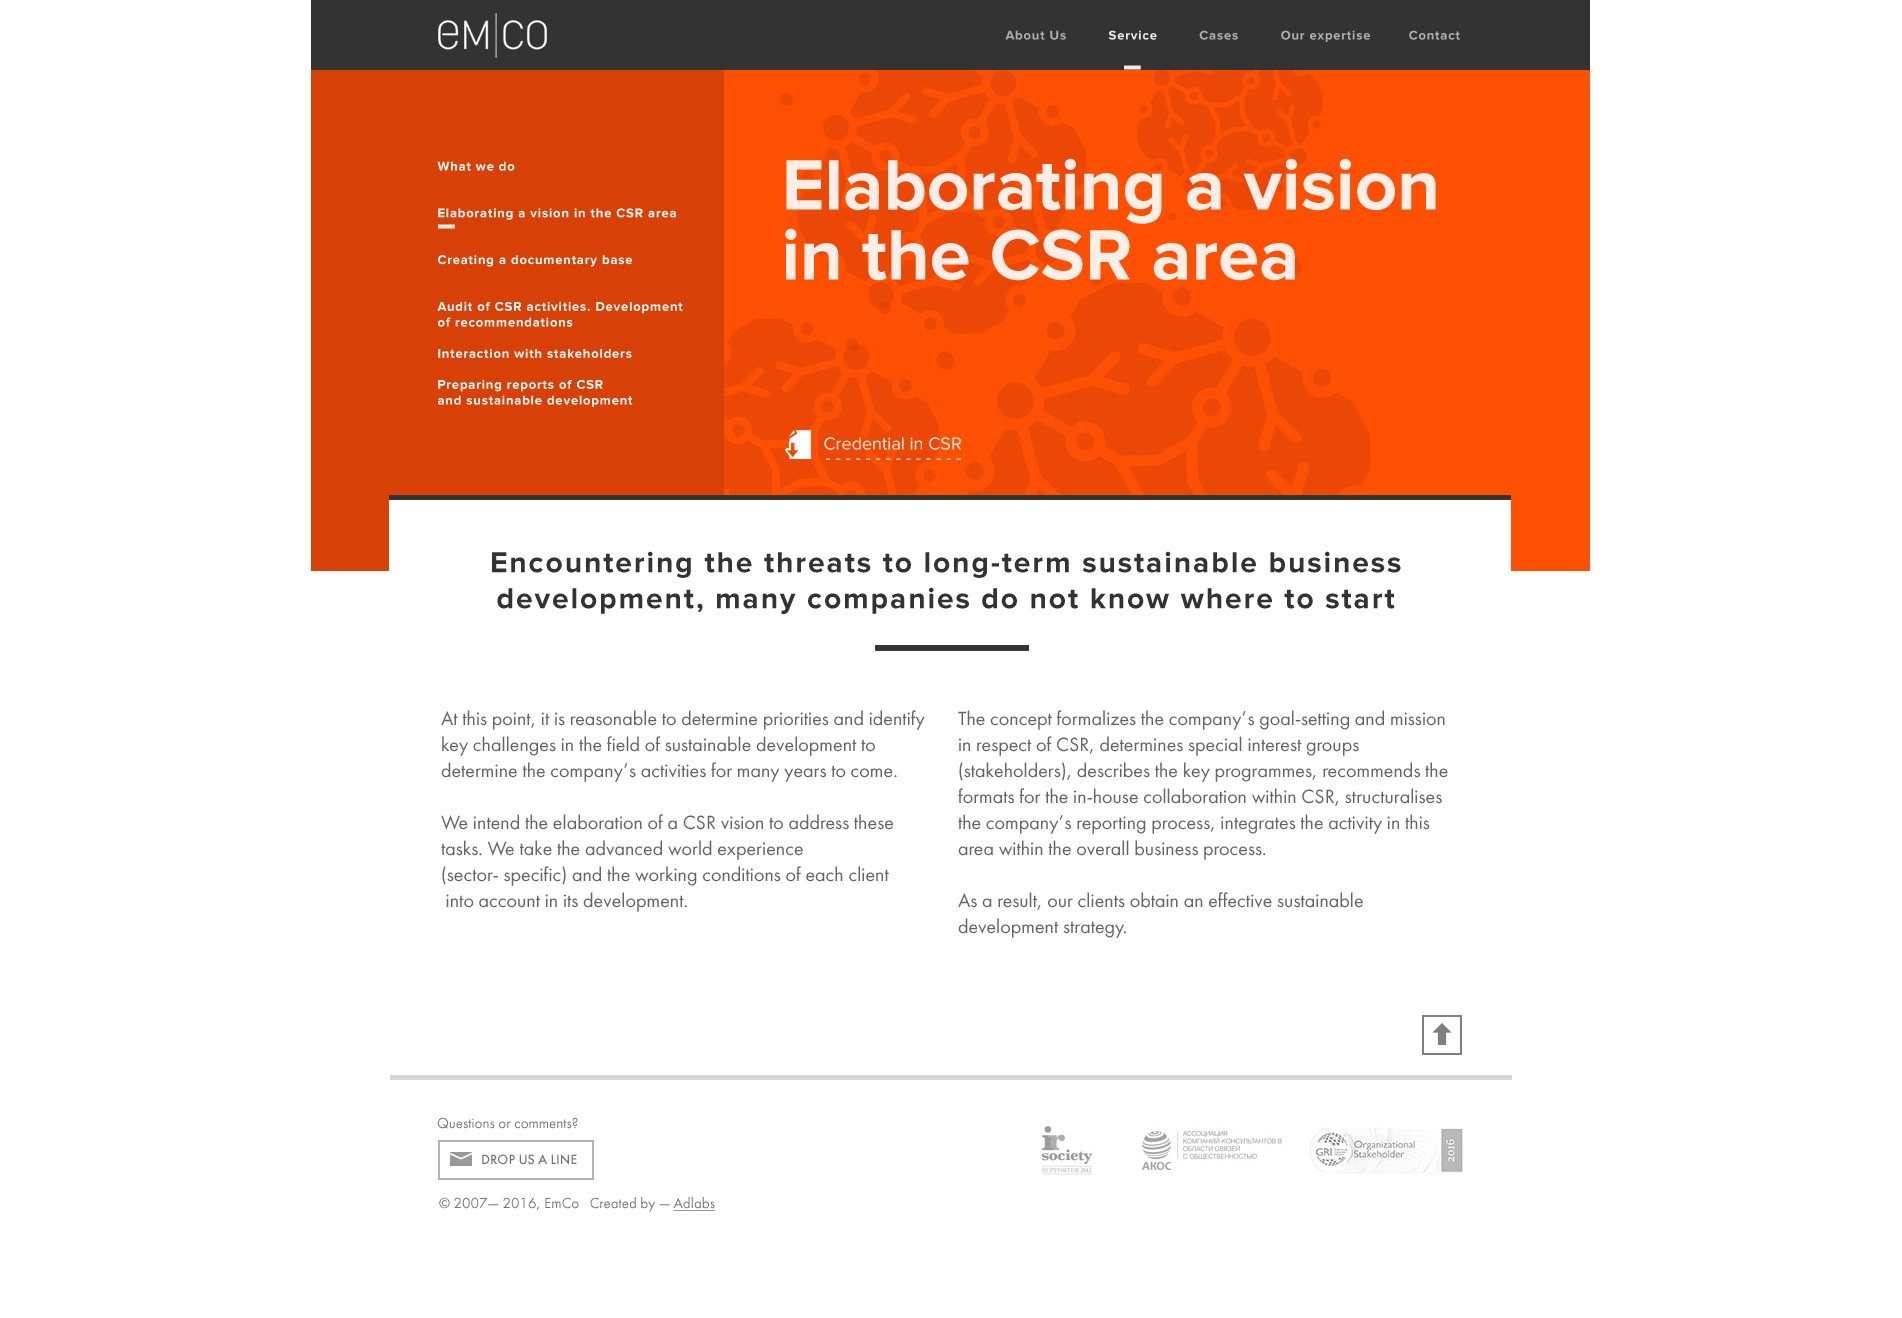 eM|CO
About Us
Service
Cases
Our expertise
Contact
What we do
Elaborating a vision in the CSR area
Creating a documentary base
Audit of CSR activities. Development
of recommendations
Interaction with stakeholders
Preparing reports of CSR
and sustainable development
Elaborating a vision
in the CSR area
Credential in CSR
Encountering the threats to long-term sustainable business
development, many companies do not know where to start
At this point, it is reasonable to determine priorities and identify
key challenges in the field of sustainable development to
determine the company’s activities for many years to come.
We intend the elaboration of a CSR vision to address these
tasks. We take the advanced world experience
(sector- specific) and the working conditions of each client
into account in its development.
The concept formalizes the company’s goal-setting and mission
in respect of CSR, determines special interest groups
(stakeholders), describes the key programmes, recommends the
formats for the in-house collaboration within CSR, structuralises
the company’s reporting process, integrates the activity in this
area within the overall business process.
As a result, our clients obtain an effective sustainable
development strategy.
Questions or comments?
DROP US A LINE
© 2007— 2016, EmCo   Created by — Adlabs
ir
society
SUPPORTER 2012
АКОС
АССОЦИАЦИЯ
КОМПАНИЙ-КОНСУЛЬТАНТОВ В
ОБЛАСТИ СВЯЗЕЙ
С ОБЩЕСТВЕННОСТЬЮ
GRI
Organizational
Stakeholder
2016